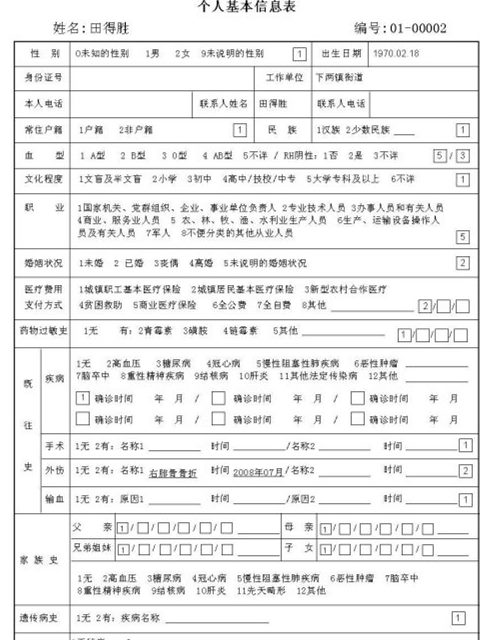 个人基本信息表
姓名:田得胜 编号:01-00002
性 别 0未知的性别 1男 2女 9未说明的性别 1 出生日期 1970.02.18
身份证号 工作单位 下两镇街道
本人电话 联系人姓名 田得胜 联系人电话
常住户籍 1户籍 2非户籍 1 民 族 1汉族 2少数民族 1
血 型 1 A型 2 B型 3 O型 4 AB型 5不详 / RH阴性:1否 2是 3不详 5 / 3
文化程度 1文盲及半文盲 2小学 3初中 4高中/技校/中专 5大学专科及以上 6不详 1
职 业 1国家机关、党群组织、企业、事业单位负责人 2专业技术人员 3办事人员和有关人员
4商业、服务业人员 5 农、林、牧、渔、水利业生产人员 6生产、运输设备操作人
员及有关人员 7军人 8不便分类的其他从业人员
5
婚姻状况 1未婚 2 已婚 3丧偶 4离婚 5未说明的婚姻状况 2
医疗费用
支付方式
1城镇职工基本医疗保险 2城镇居民基本医疗保险 3新型农村合作医疗
4贫困救助 5商业医疗保险 6全公费 7全自费 8其他 2 / /
药物过敏史 1无 有:2青霉素 3磺胺 4链霉素 5其他 1 / / /
既往史
疾病 1无 2高血压 3糖尿病 4冠心病 5慢性阻塞性肺疾病 6恶性肿瘤
7脑卒中 8重性精神疾病 9结核病 10肝炎 11其他法定传染病 12其他
1 确诊时间 年 月 / 确诊时间 年 月 / 确诊时间 年 月
确诊时间 年 月 / 确诊时间 年 月 / 确诊时间 年 月
手术 1无 2有:名称1 时间 /名称2 时间 1
外伤 1无 2有:名称1 右髂骨骨折 时间 2008年07月 /名称2 时间 2
输血 1无 2有:原因1 时间 /原因2 时间 1
家族史
父 亲 1 / / / / / 母 亲 1 / / / / /
兄弟姐妹 1 / / / / / 子 女 1 / / / / /
1无 2高血压 3糖尿病 4冠心病 5慢性阻塞性肺疾病 6恶性肿瘤 7脑卒中
8重性精神疾病 9结核病 10肝炎 11先天畸形 12其他
遗传病史 1无 2有:疾病名称 1